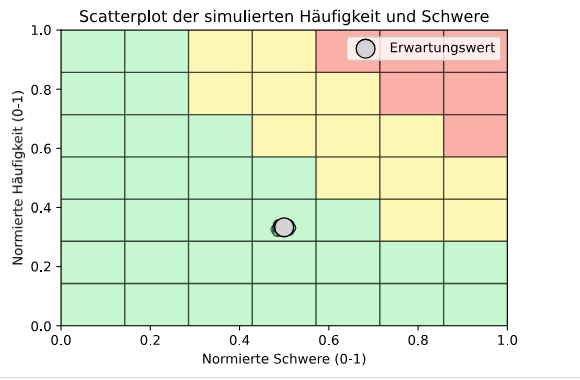 Scatterplot der simulierten Häufigkeit und Schwere
Erwartungswert
Normierte Häufigkeit (0-1)
1.0
0.8
0.6
0.4
0.2
0.0
0.0 0.2 0.4 0.6 0.8 1.0
Normierte Schwere (0-1)